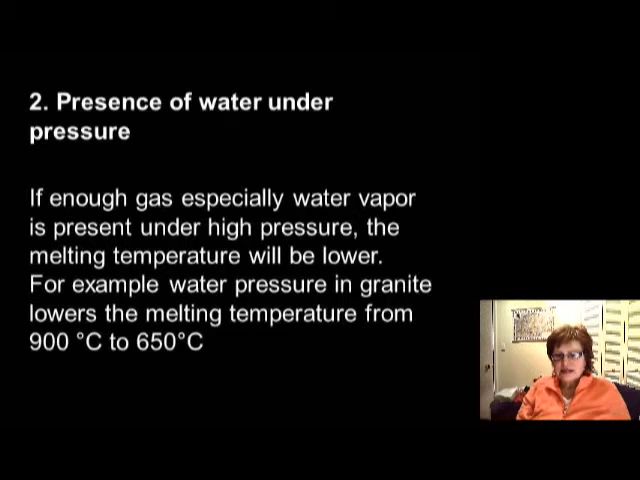 2. Presence of water under
pressure
If enough gas especially water vapor
is present under high pressure, the
melting temperature will be lower.
For example water pressure in granite
lowers the melting temperature from
900 °C to 650°C